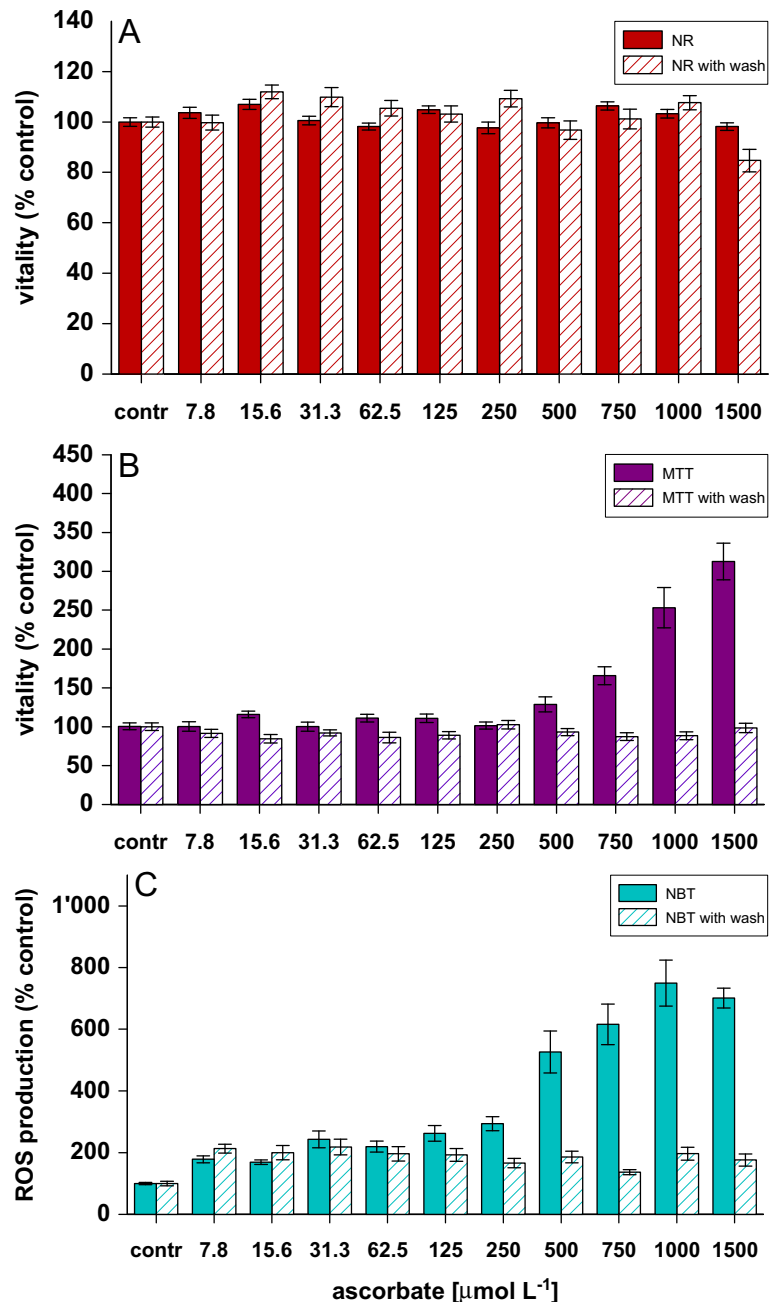 A
NR
NR with wash
vitality (% control)
140
120
100
80
60
40
20
0
contr 7.8 15.6 31.3 62.5 125 250 500 750 1000 1500
B
MTT
MTT with wash
vitality (% control)
450
400
350
300
250
200
150
100
50
0
contr 7.8 15.6 31.3 62.5 125 250 500 750 1000 1500
C
NBT
NBT with wash
ROS production (% control)
1'000
800
600
400
200
0
contr 7.8 15.6 31.3 62.5 125 250 500 750 1000 1500
ascorbate [μmol L⁻¹]